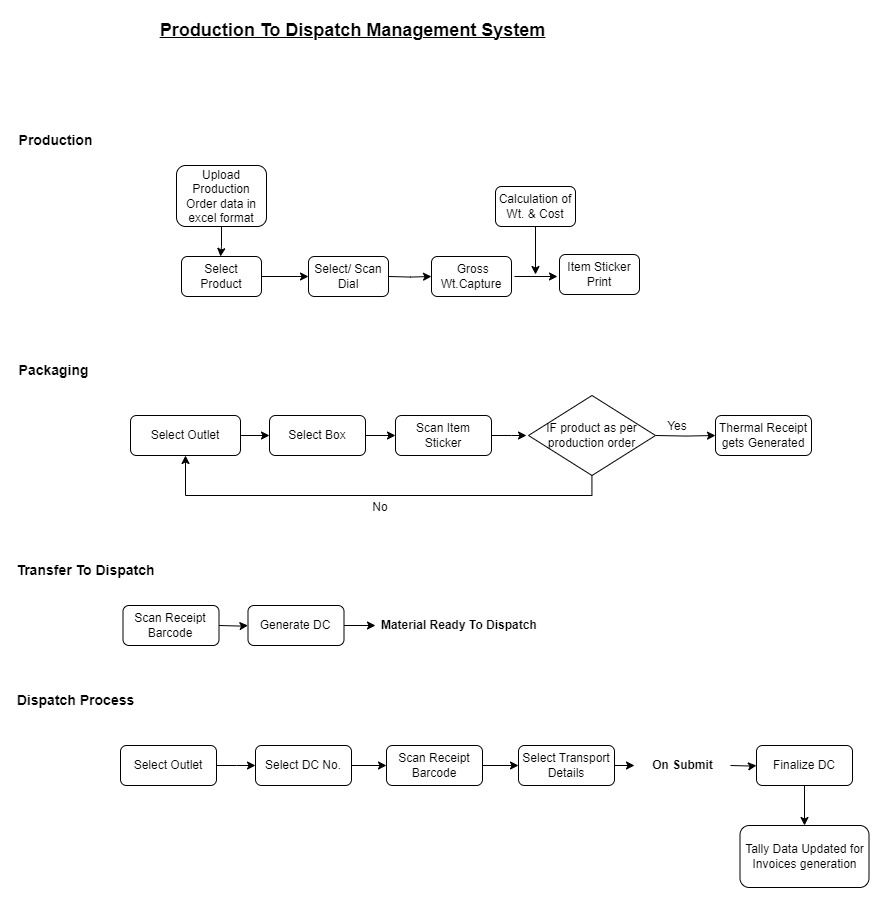 Production To Dispatch Management System
Production
Upload
Production
Order data in
excel format
Calculation of
Wt. & Cost
Select
Product
Select/ Scan
Dial
Gross
Wt.Capture
Item Sticker
Print
Packaging
Select Outlet
Select Box
Scan Item
Sticker
IF product as per
production order
Yes
Thermal Receipt
gets Generated
No
Transfer To Dispatch
Scan Receipt
Barcode
Generate DC
Material Ready To Dispatch
Dispatch Process
Select Outlet
Select DC No.
Scan Receipt
Barcode
Select Transport
Details
On Submit
Finalize DC
Tally Data Updated for
Invoices generation